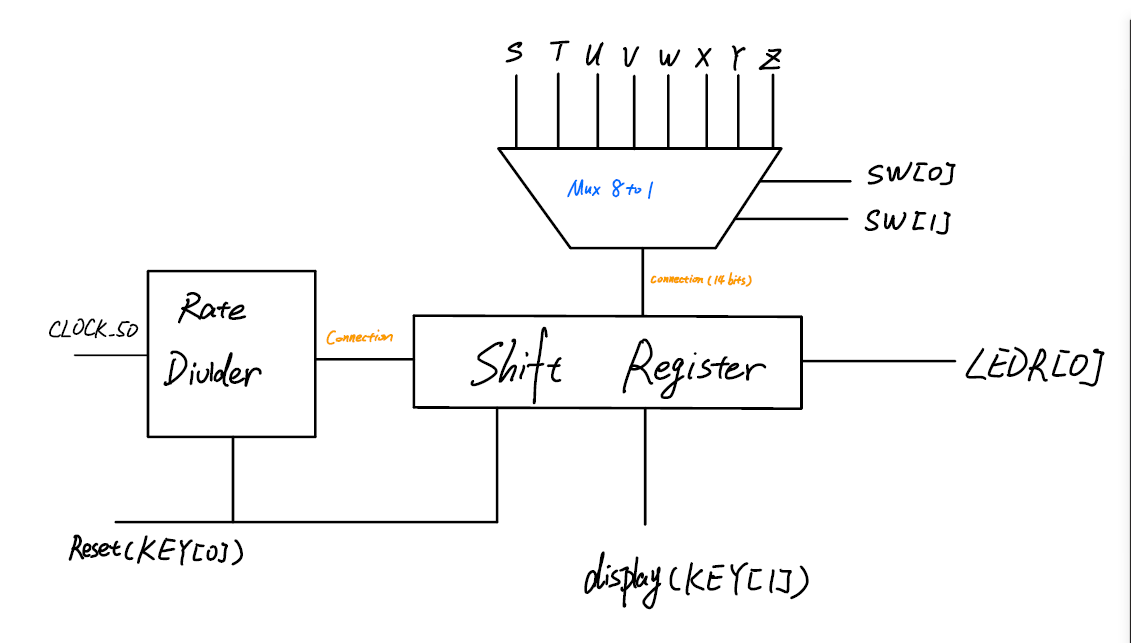 S T U V W X Y Z
Mux 8 to 1
SW[0]
SW[1]
Connection (14 bits)
CLOCK_50
Rate
Divider
Connection
Shift Register
LEDR[0]
Reset(KEY[0])
display(KEY[1])